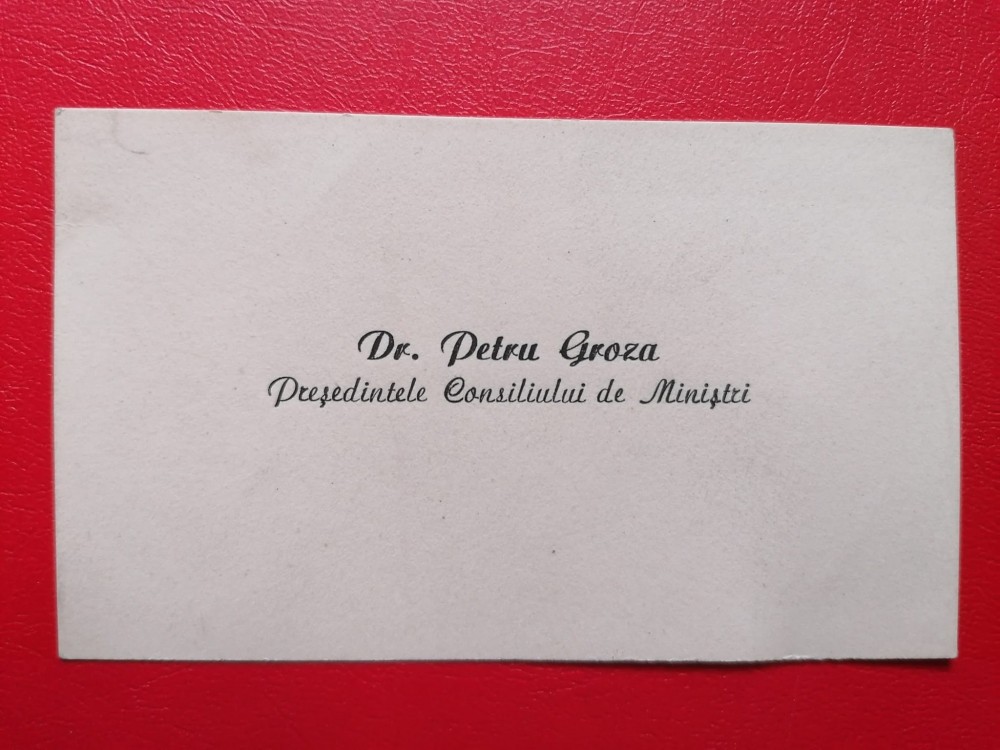 Dr. Petru Groza
Președintele Consiliului de Miniștri